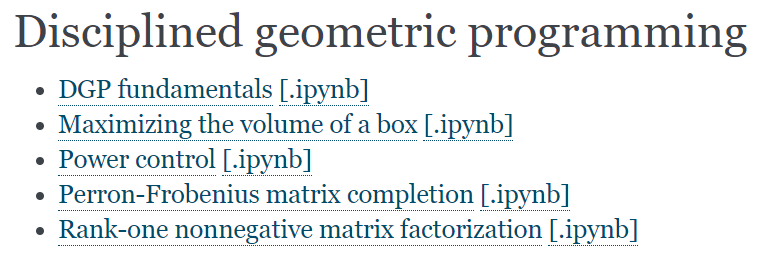 Disciplined geometric programming
• DGP fundamentals [.ipynb]
• Maximizing the volume of a box [.ipynb]
• Power control [.ipynb]
• Perron-Frobenius matrix completion [.ipynb]
• Rank-one nonnegative matrix factorization [.ipynb]